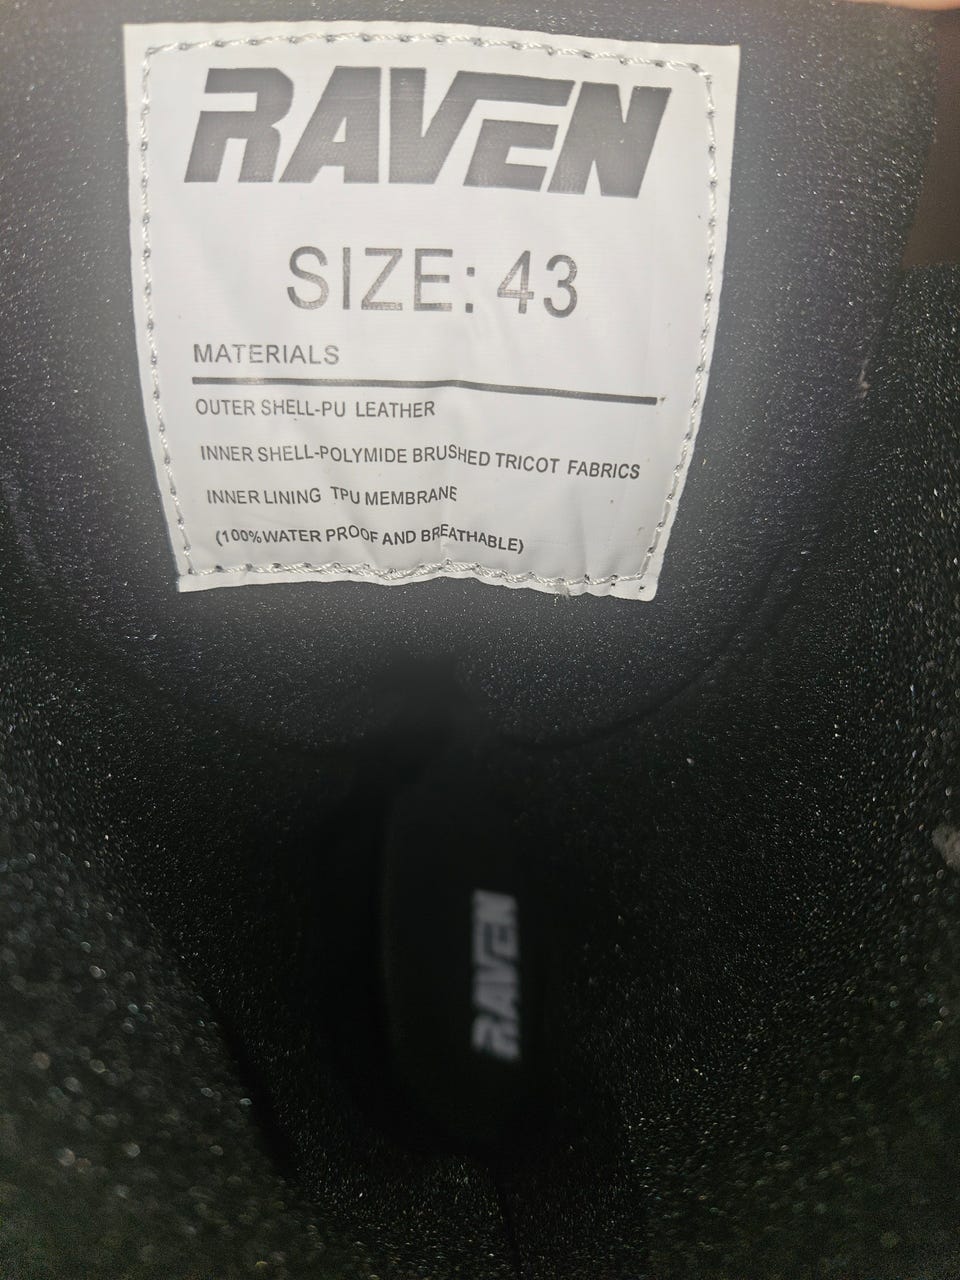 RAVEN
SIZE: 43
MATERIALS
OUTER SHELL-PU LEATHER
INNER SHELL-POLYMIDE BRUSHED TRICOT FABRICS
INNER LINING TPU MEMBRANE
(100%WATER PROOF AND BREATHABLE)
RAVEN